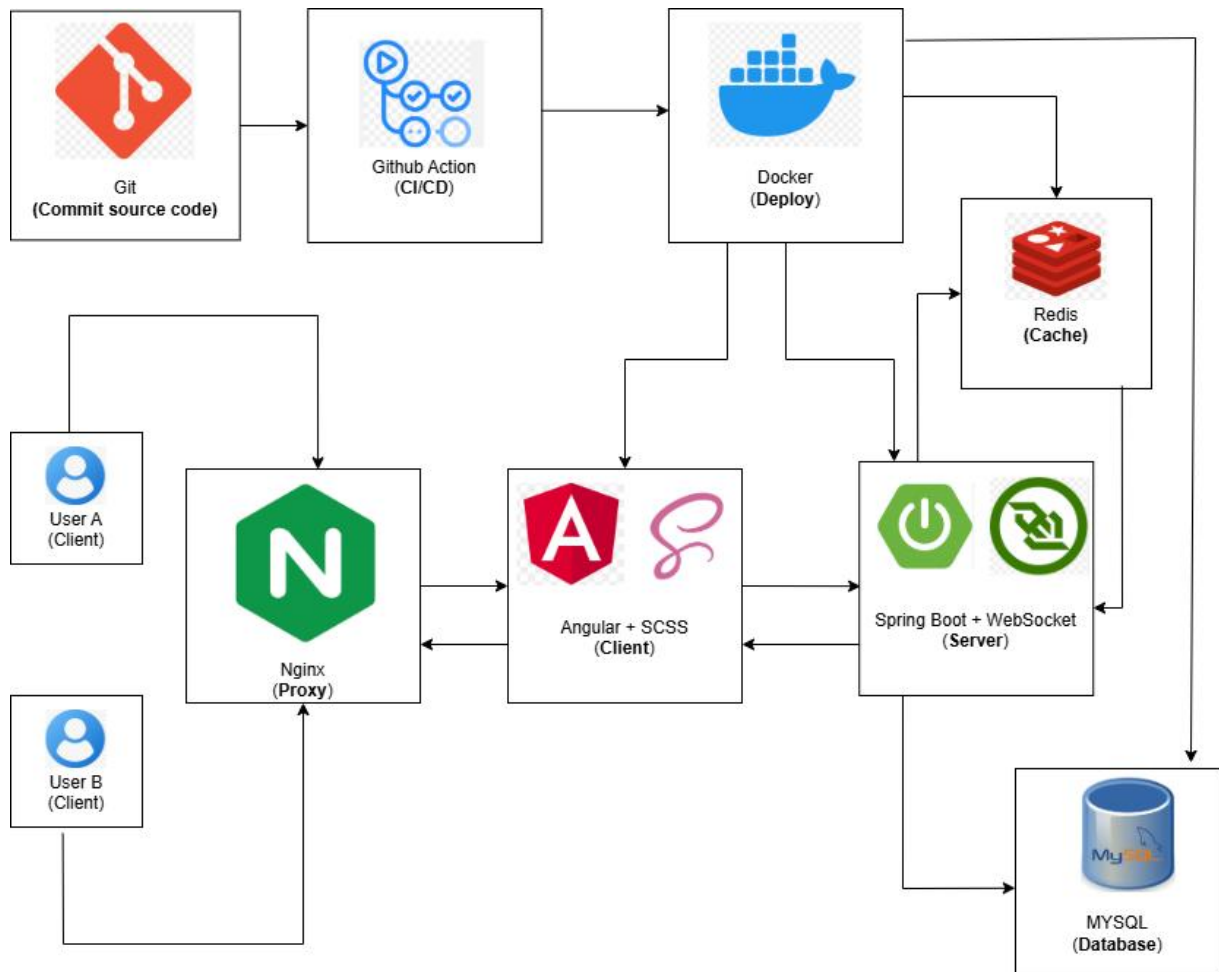 Git
(Commit source code)
Github Action
(CI/CD)
Docker
(Deploy)
Redis
(Cache)
User A
(Client)
N
Nginx
(Proxy)
A
Angular + SCSS
(Client)
Spring Boot + WebSocket
(Server)
User B
(Client)
MySQL
MYSQL
(Database)